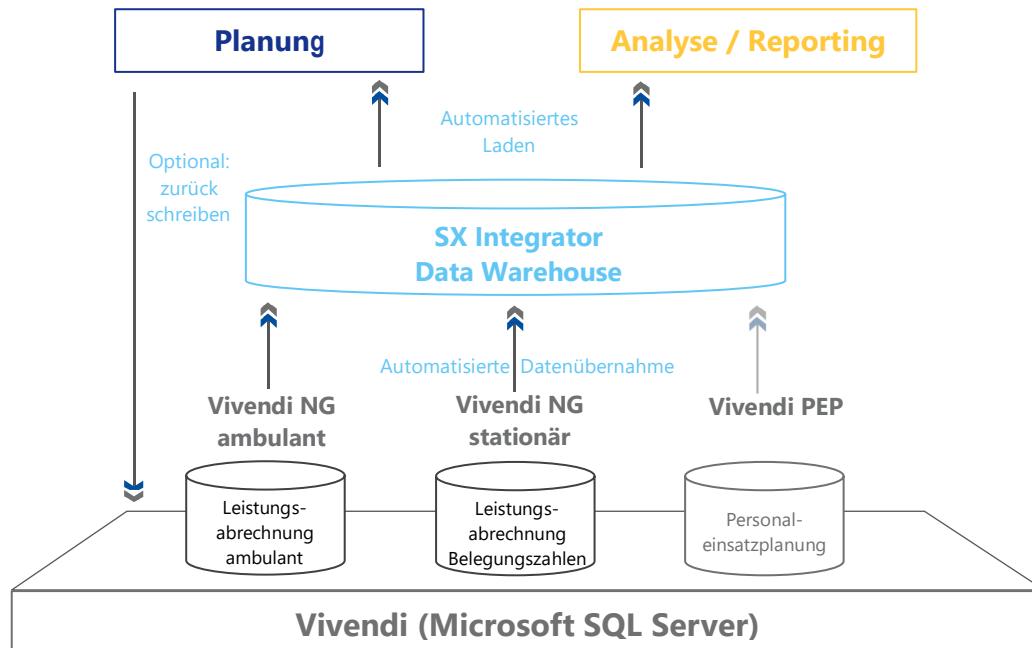 Planung
Analyse / Reporting
Automatisiertes
Laden
Optional:
zurück
schreiben
SX Integrator
Data Warehouse
Automatisierte Datenübernahme
Vivendi NG
ambulant
Vivendi NG
stationär
Vivendi PEP
Leistungs-
abrechnung
ambulant
Leistungs-
abrechnung
Belegungszahlen
Personal-
einsatzplanung
Vivendi (Microsoft SQL Server)